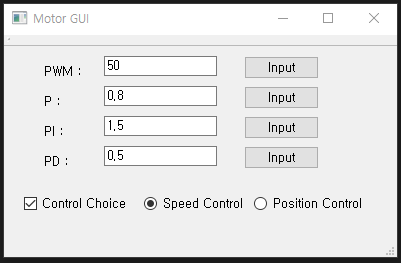 Motor GUI
PWM : 50 Input
P : 0.8 Input
PI : 1.5 Input
PD : 0.5 Input
Control Choice Speed Control Position Control